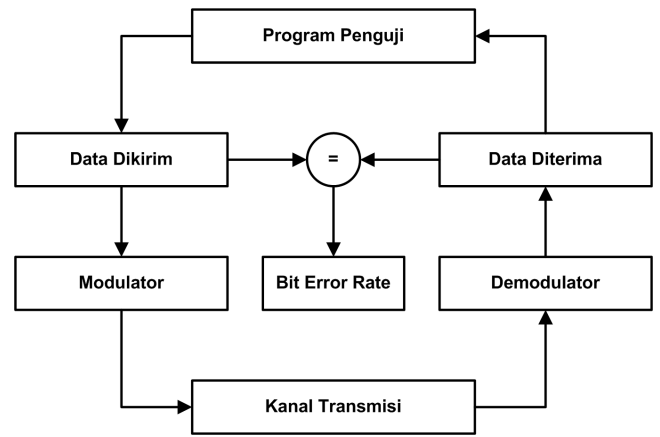 Program Penguji
Data Dikirim
=
Data Diterima
Modulator
Bit Error Rate
Demodulator
Kanal Transmisi